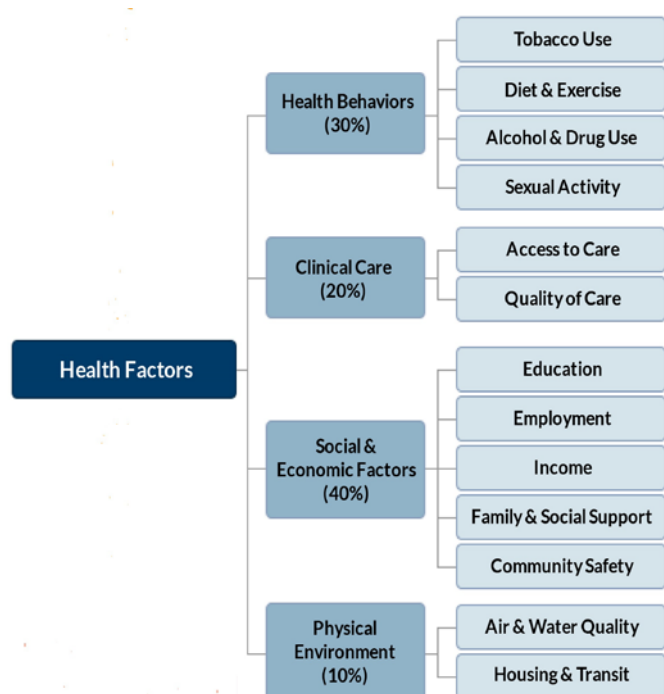 Health Factors
Health Behaviors
(30%)
Tobacco Use
Diet & Exercise
Alcohol & Drug Use
Sexual Activity
Clinical Care
(20%)
Access to Care
Quality of Care
Social &
Economic Factors
(40%)
Education
Employment
Income
Family & Social Support
Community Safety
Physical
Environment
(10%)
Air & Water Quality
Housing & Transit